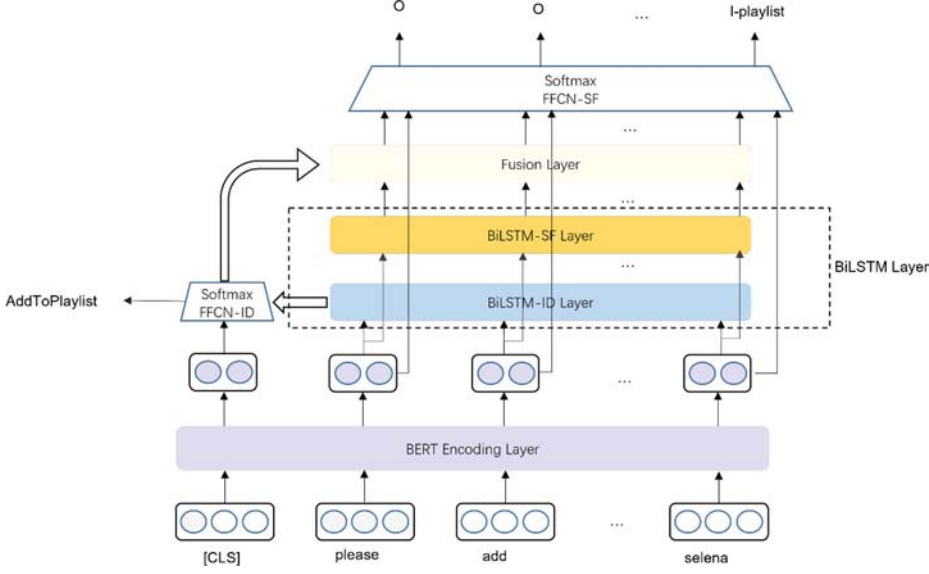 O
O
...
I-playlist
Softmax
FFCN-SF
...
Fusion Layer
...
BiLSTM-SF Layer
...
BiLSTM Layer
AddToPlaylist
Softmax
FFCN-ID
BiLSTM-ID Layer
...
BERT Encoding Layer
...
[CLS]
please
add
selena